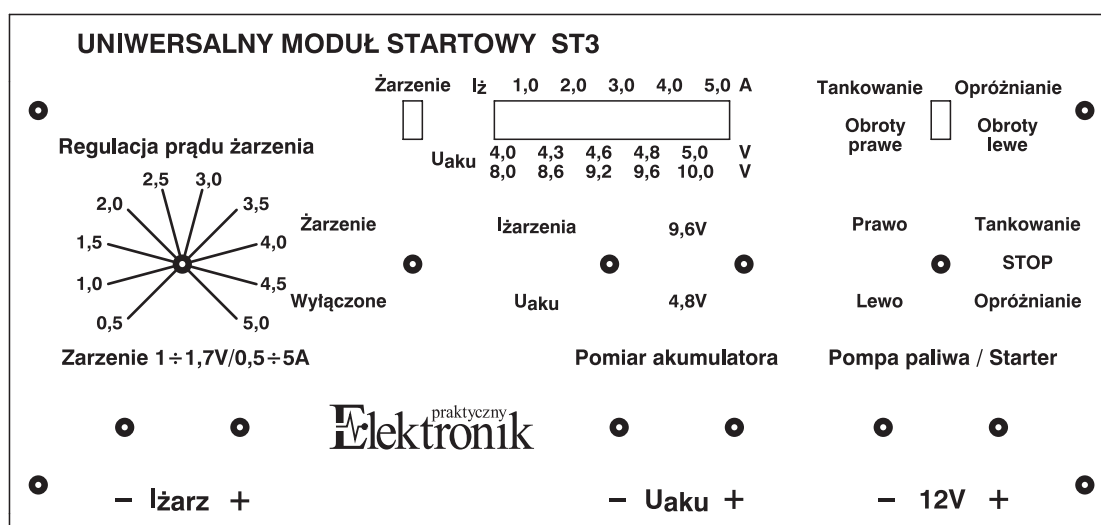 UNIWERSALNY MODUŁ STARTOWY ST3
Żarzenie Iż 1,0 2,0 3,0 4,0 5,0 A
Tankowanie Opróżnianie
Obroty prawe
Obroty lewe
Uaku 4,0 4,3 4,6 4,8 5,0 V
8,0 8,6 9,2 9,6 10,0 V
Regulacja prądu żarzenia
2,5 3,0
2,0 3,5
1,5 4,0
1,0 4,5
0,5 5,0
Żarzenie
Wyłączone
Iżarzenia 9,6V
Uaku 4,8V
Prawo Tankowanie
STOP
Lewo Opróżnianie
Zarzenie 1÷1,7V/0,5÷5A
Pomiar akumulatora
Pompa paliwa / Starter
praktyczny
Elektronik
– Iżarz +
– Uaku +
– 12V +